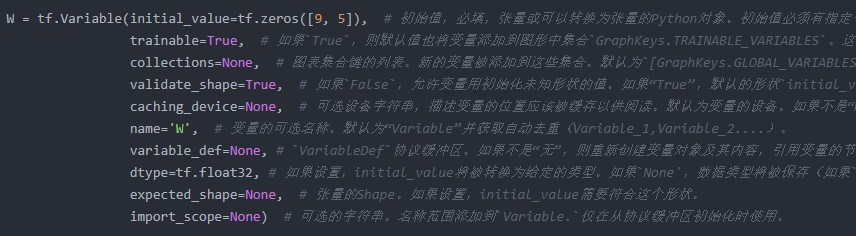 W = tf.Variable(initial_value=tf.zeros([9, 5]),  # 初始值，必填，张量或可以转换为张量的Python对象。初始值必须有指定
trainable=True,  # 如果`True`，则默认值也将变量添加到图形中集合`GraphKeys.TRAINABLE_VARIABLES`。这
collections=None,  # 图表集合键的列表。新的变量被添加到这些集合。默认为`[GraphKeys.GLOBAL_VARIABLES
validate_shape=True,  # 如果`False`，允许变量用初始化未知形状的值。如果“True”，默认的形状`initial_v
caching_device=None,  # 可选设备字符串，描述变量的位置应该被缓存以供阅读。默认为变量的设备。如果不是“
name='W',  # 变量的可选名称。默认为“Variable”并获取自动去重（Variable_1,Variable_2....）。
variable_def=None, # `VariableDef`协议缓冲区。如果不是“无”，则重新创建变量对象及其内容，引用变量的节
dtype=tf.float32, # 如果设置，initial_value将被转换为给定的类型。如果`None'，数据类型将被保存（如果`
expected_shape=None,  # 张量的Shape。如果设置，initial_value需要符合这个形状。
import_scope=None)  # 可选的字符串。名称范围添加到`Variable.`仅在从协议缓冲区初始化时使用。